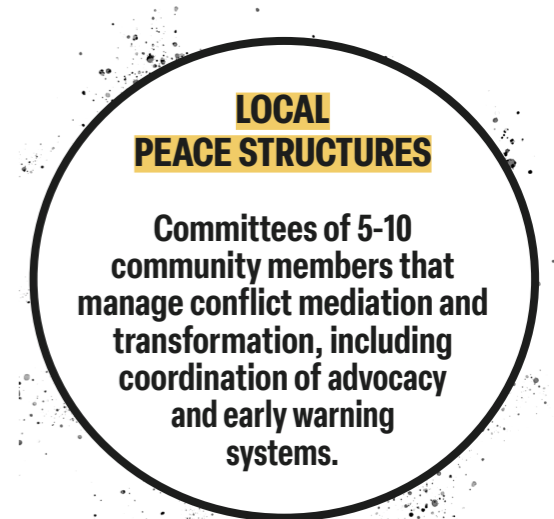 LOCAL
PEACE STRUCTURES
Committees of 5-10
community members that
manage conflict mediation and
transformation, including
coordination of advocacy
and early warning
systems.